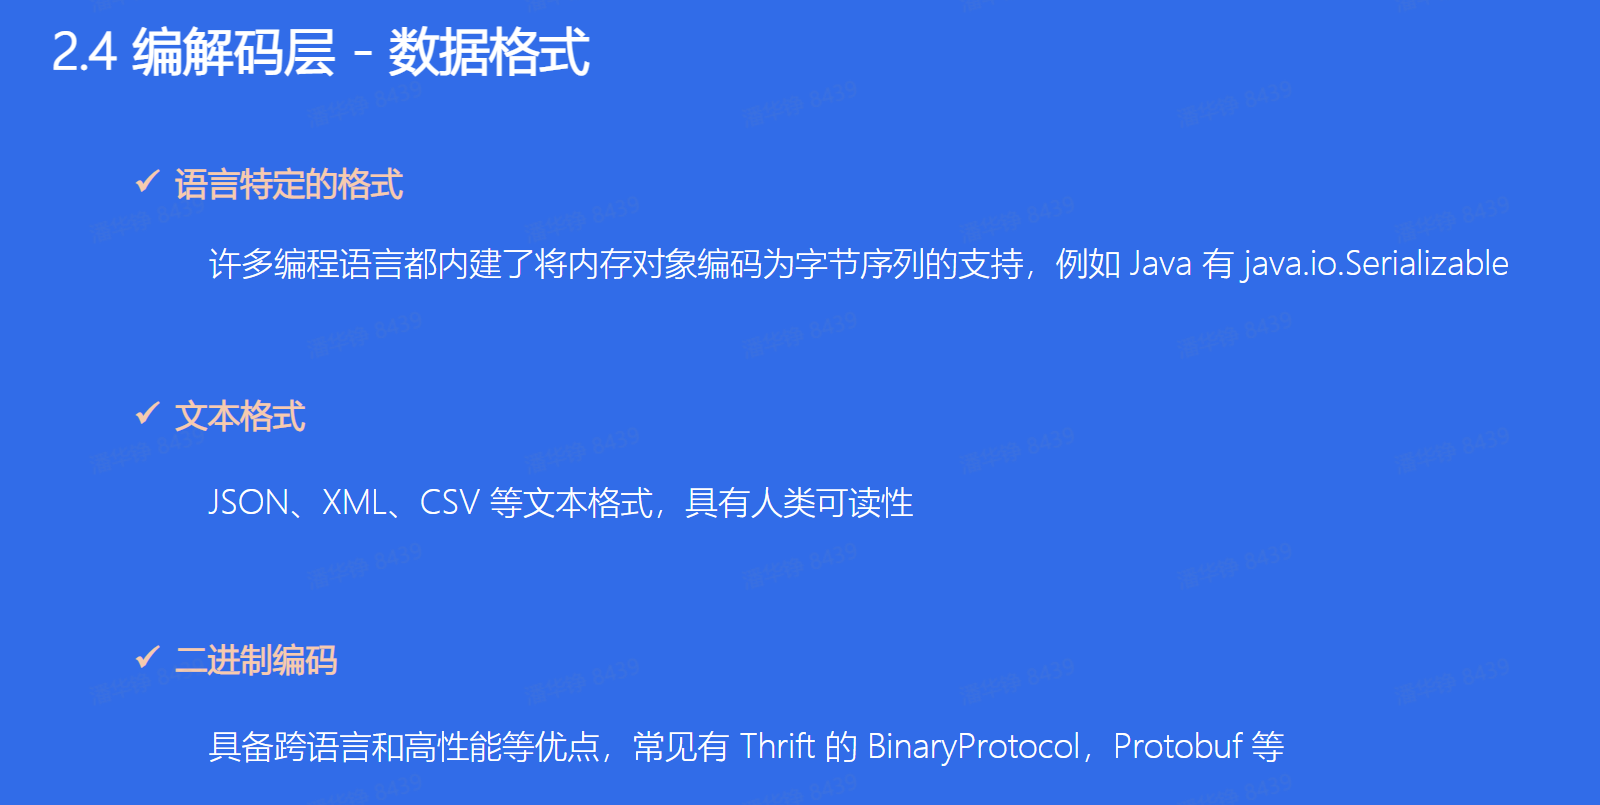 2.4 编解码层 - 数据格式
✓ 语言特定的格式
许多编程语言都内建了将内存对象编码为字节序列的支持，例如 Java 有 java.io.Serializable
✓ 文本格式
JSON、XML、CSV 等文本格式，具有人类可读性
✓ 二进制编码
具备跨语言和高性能等优点，常见有 Thrift 的 BinaryProtocol，Protobuf 等